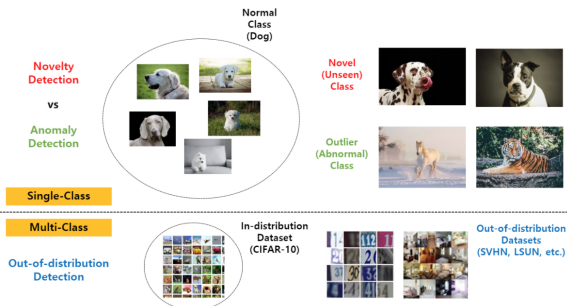 Normal
Class
(Dog)
Novelty
Detection
vs
Anomaly
Detection
Novel
(Unseen)
Class
Outlier
(Abnormal)
Class
Single-Class
Multi-Class
Out-of-distribution
Detection
In-distribution
Dataset
(CIFAR-10)
112
Out-of-distribution
Datasets
(SVHN, LSUN, etc.)